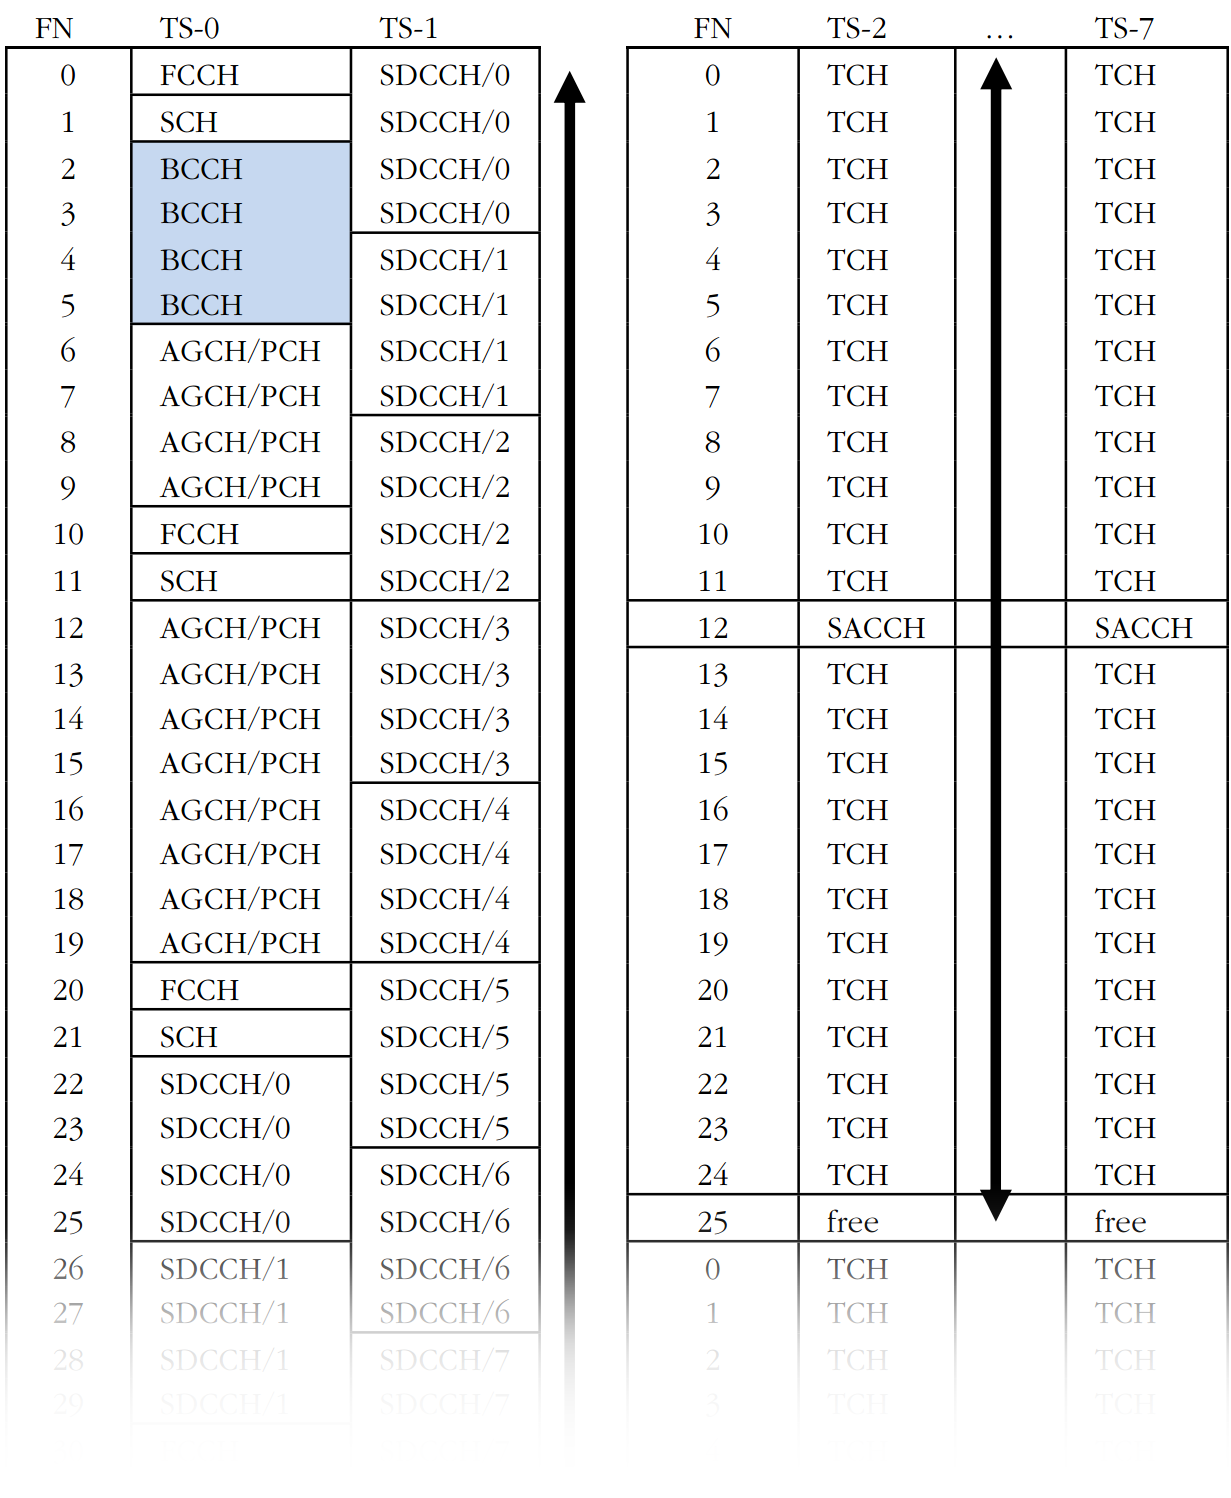 FN TS-0 TS-1 FN TS-2 … TS-7
0 FCCH SDCCH/0 0 TCH TCH
1 SCH SDCCH/0 1 TCH TCH
2 BCCH SDCCH/0 2 TCH TCH
3 BCCH SDCCH/0 3 TCH TCH
4 BCCH SDCCH/1 4 TCH TCH
5 BCCH SDCCH/1 5 TCH TCH
6 AGCH/PCH SDCCH/1 6 TCH TCH
7 AGCH/PCH SDCCH/1 7 TCH TCH
8 AGCH/PCH SDCCH/2 8 TCH TCH
9 AGCH/PCH SDCCH/2 9 TCH TCH
10 FCCH SDCCH/2 10 TCH TCH
11 SCH SDCCH/2 11 TCH TCH
12 AGCH/PCH SDCCH/3 12 SACCH SACCH
13 AGCH/PCH SDCCH/3 13 TCH TCH
14 AGCH/PCH SDCCH/3 14 TCH TCH
15 AGCH/PCH SDCCH/3 15 TCH TCH
16 AGCH/PCH SDCCH/4 16 TCH TCH
17 AGCH/PCH SDCCH/4 17 TCH TCH
18 AGCH/PCH SDCCH/4 18 TCH TCH
19 AGCH/PCH SDCCH/4 19 TCH TCH
20 FCCH SDCCH/5 20 TCH TCH
21 SCH SDCCH/5 21 TCH TCH
22 SDCCH/0 SDCCH/5 22 TCH TCH
23 SDCCH/0 SDCCH/5 23 TCH TCH
24 SDCCH/0 SDCCH/6 24 TCH TCH
25 SDCCH/0 SDCCH/6 25 free free
26 SDCCH/1 SDCCH/6 0 TCH TCH
27 SDCCH/1 SDCCH/6 1 TCH TCH
28 SDCCH/1 SDCCH/7 2 TCH TCH
29 SDCCH/1 SDCCH/7 3 TCH TCH